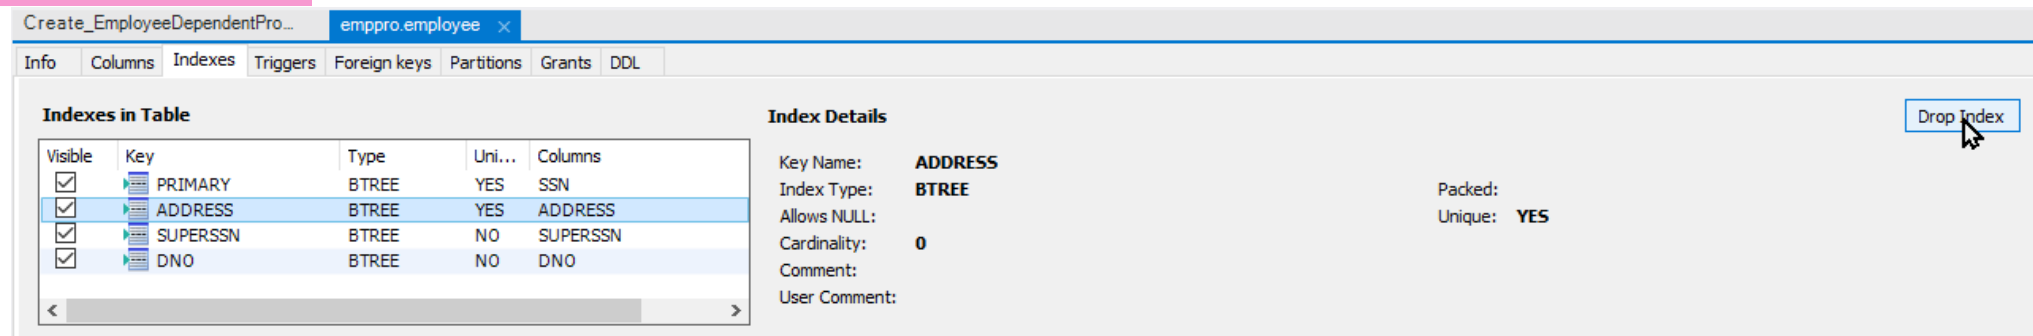 Create_EmployeeDependentPro... emppro.employee ×
Info Columns Indexes Triggers Foreign keys Partitions Grants DDL
Indexes in Table
Visible Key Type Uni... Columns
PRIMARY BTREE YES SSN
ADDRESS BTREE YES ADDRESS
SUPERSSN BTREE NO SUPERSSN
DNO BTREE NO DNO
Index Details
Drop Index
Key Name: ADDRESS
Index Type: BTREE Packed:
Allows NULL: Unique: YES
Cardinality: 0
Comment:
User Comment: